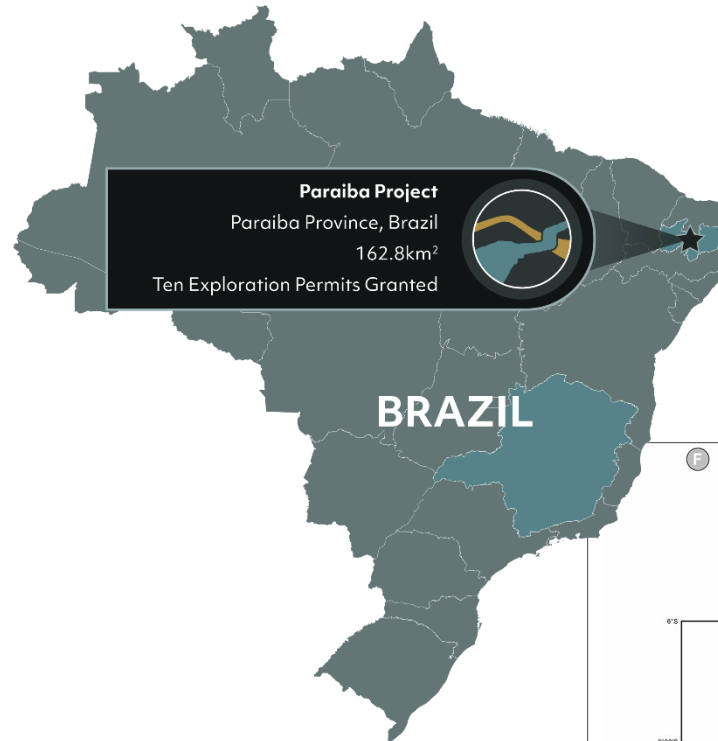 Paraiba Project
Paraiba Province, Brazil
162.8km²
Ten Exploration Permits Granted
BRAZIL
F
6°S